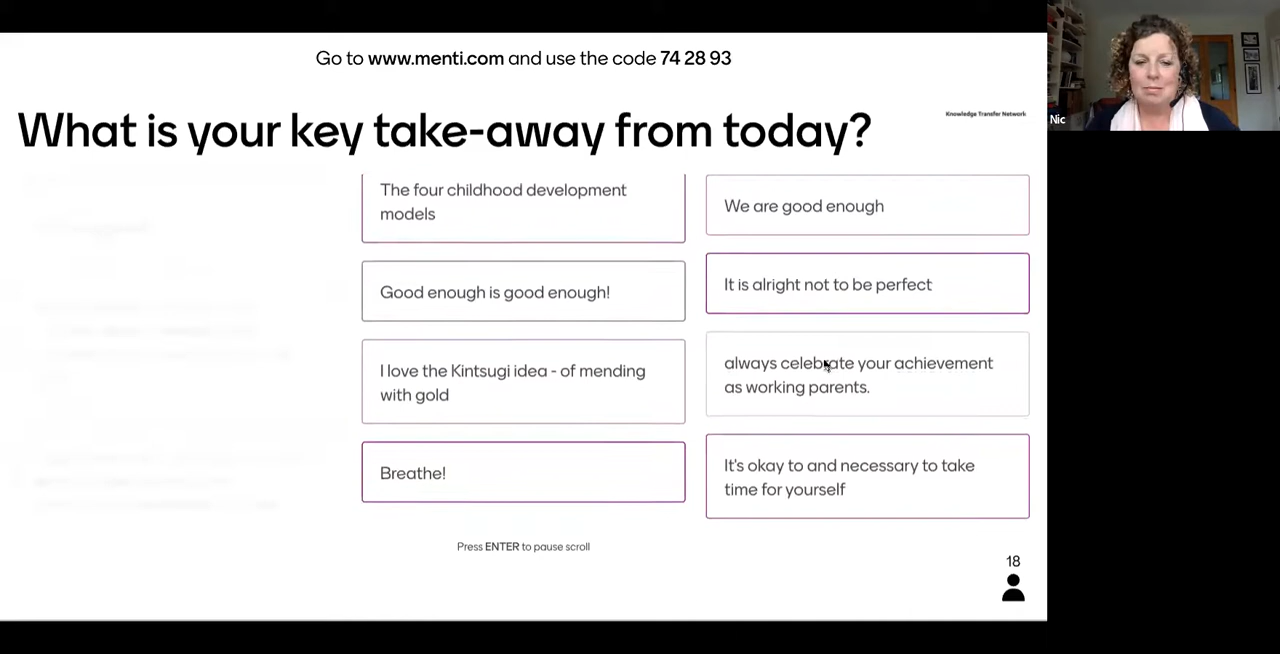 Go to www.menti.com and use the code 74 28 93
What is your key take-away from today?
Knowledge Transfer Network
Nic
The four childhood development
models
Good enough is good enough!
I love the Kintsugi idea - of mending
with gold
Breathe!
We are good enough
It is alright not to be perfect
always celebrate your achievement
as working parents.
It's okay to and necessary to take
time for yourself
Press ENTER to pause scroll
18